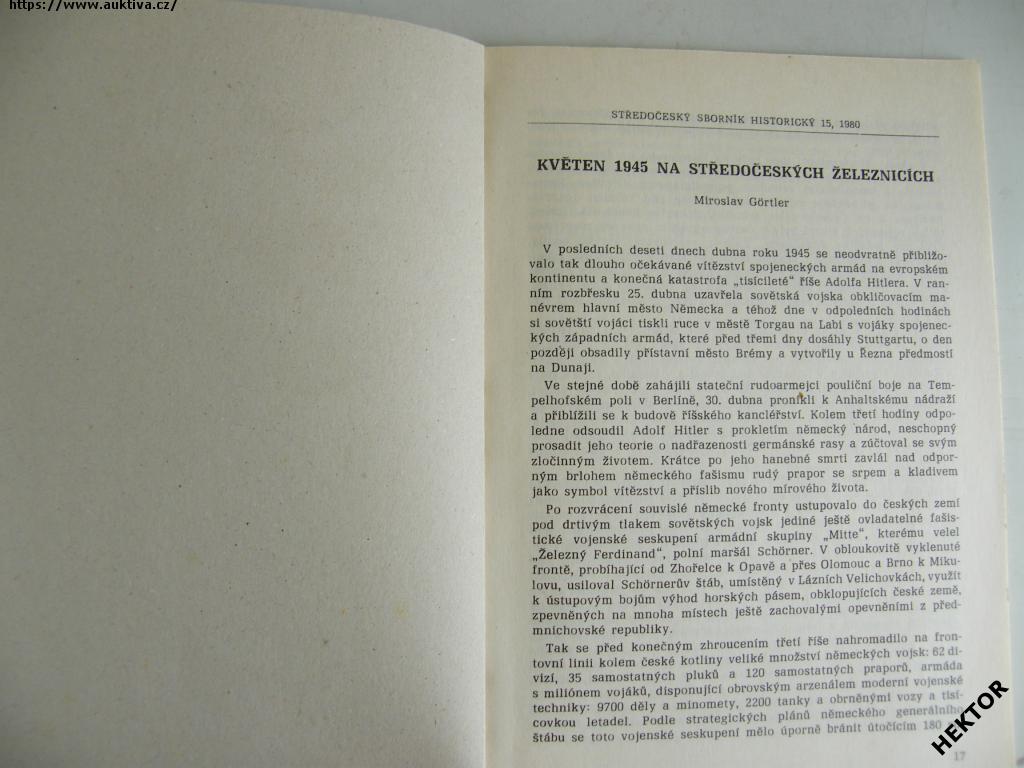 https://www.auktiva.cz/
STŘEDOČESKÝ SBORNÍK HISTORICKÝ 15, 1980
KVĚTEN 1945 NA STŘEDOČESKÝCH ŽELEZNICÍCH
Miroslav Görtler
V posledních deseti dnech dubna roku 1945 se neodvratně přibližo-
valo tak dlouho očekávané vítězství spojeneckých armád na evropském
kontinentu a konečná katastrofa „tisícileté“ říše Adolfa Hitlera. V ran-
ním rozbřesku 25. dubna uzavřela sovětská vojska obkličovacím ma-
névrem hlavní město Německa a téhož dne v odpoledních hodinách
si sovětští vojáci tiskli ruce v městě Torgau na Labi s vojáky spojenec-
kých západních armád, které před třemi dny dosáhly Stuttgartu, o den
později obsadily přístavní město Brémy a vytvořily u Řezna předmostí
na Dunaji.
Ve stejné době zahájili stateční rudoarmejci pouliční boje na Tem-
pelhofském poli v Berlíně, 30. dubna pronikli k Anhaltskému nádraží
a přiblížili se k budově říšského kancléřství. Kolem třetí hodiny odpo-
ledne odsoudil Adolf Hitler s prokletím německý národ, neschopný
prosadit jeho teorie o nadřazenosti germánské rasy a zúčtoval se svým
zločinným životem. Krátce po jeho hanebné smrti zavlál nad odpor-
ným brlohem německého fašismu rudý prapor se srpem a kladivem
jako symbol vítězství a příslib nového mírového života.
Po rozvrácení souvislé německé fronty ustupovalo do českých zemí
pod drtivým tlakem sovětských vojsk jediné ještě ovladatelné fašis-
tické vojenské seskupení armádní skupiny „Mitte“, kterému velel
„Železný Ferdinand“, polní maršál Schörner. V obloukovitě vyklenuté
frontě, probíhající od Zhořelce k Opavě a přes Olomouc a Brno k Miku-
lovu, usiloval Schörnerův štáb, umístěný v Lázních Velichovkách, využít
k ústupovým bojům výhod horských pásem, obklopujících české země,
zpevněných na mnoha místech ještě zachovalými opevněními z před-
mnichovské republiky.
Tak se před konečným zhroucením třetí říše nahromadilo na fron-
tovní linii kolem české kotliny veliké množství německých vojsk: 62 di-
vizí, 35 samostatných pluků a 120 samostatných praporů, armáda
s miliónem vojáků, disponující obrovským arzenálem moderní vojenské
techniky: 9700 děly a minomety, 2200 tanky a obrněnými vozy a tisí-
covkou letadel. Podle strategických plánů německého generálního
štábu se toto vojenské seskupení mělo úporně bránit útočícím 180
17
HEKTOR